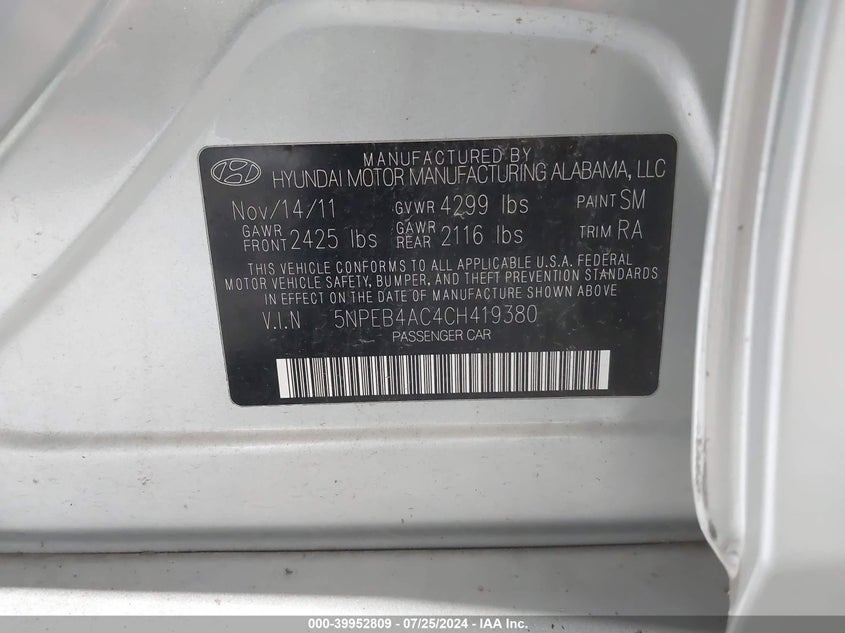 MANUFACTURED BY
HYUNDAI MOTOR MANUFACTURING ALABAMA, LLC
Nov/14/11 GVWR 4299 lbs PAINT SM
GAWR FRONT 2425 lbs GAWR REAR 2116 lbs TRIM RA
THIS VEHICLE CONFORMS TO ALL APPLICABLE U.S.A. FEDERAL
MOTOR VEHICLE SAFETY, BUMPER, AND THEFT PREVENTION STANDARDS
IN EFFECT ON THE DATE OF MANUFACTURE SHOWN ABOVE
V.I.N 5NPEB4AC4CH419380
PASSENGER CAR
000-39952809 - 07/25/2024 - IMS.CORP